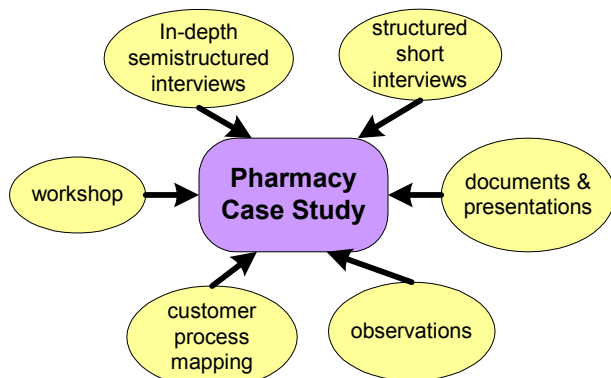 In-depth
semistructured
interviews
structured
short
interviews
workshop
Pharmacy
Case Study
documents &
presentations
customer
process
mapping
observations